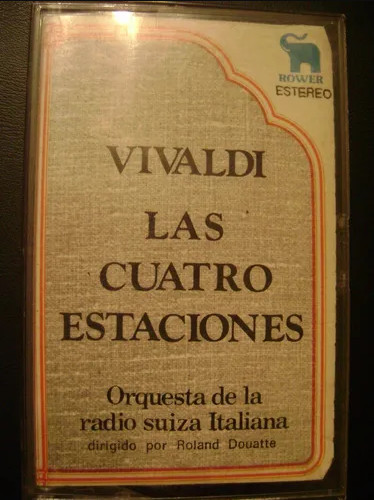 ROWER
ESTEREO
VIVALDI
LAS
CUATRO
ESTACIONES
Orquesta de la
radio suiza Italiana
dirigido por Roland Douatte